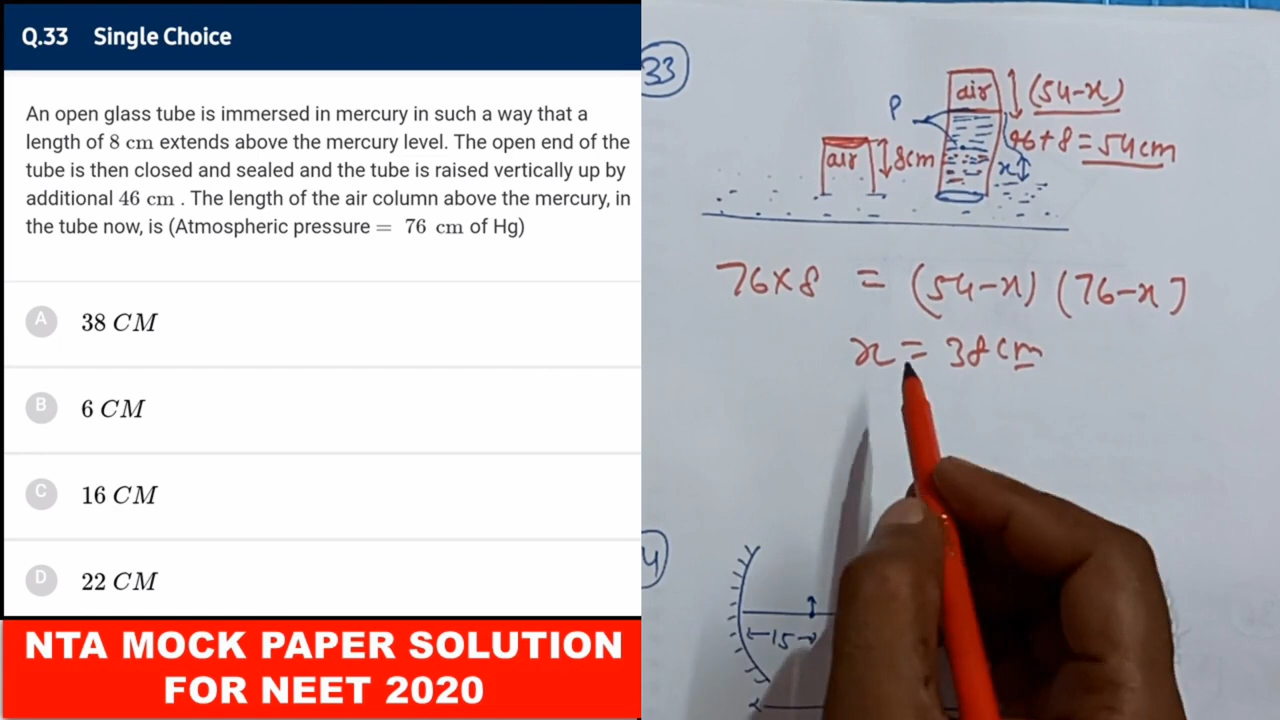 Q.33 Single Choice
An open glass tube is immersed in mercury in such a way that a
length of 8 cm extends above the mercury level. The open end of the
tube is then closed and sealed and the tube is raised vertically up by
additional 46 cm . The length of the air column above the mercury, in
the tube now, is (Atmospheric pressure = 76 cm of Hg)
A 38 CM
B 6 CM
C 16 CM
D 22 CM
NTA MOCK PAPER SOLUTION
FOR NEET 2020
33
air (54-x)
P
46+8=54cm
air 8cm
x
76×8 = (54-x) (76-x)
x = 38cm
4
15